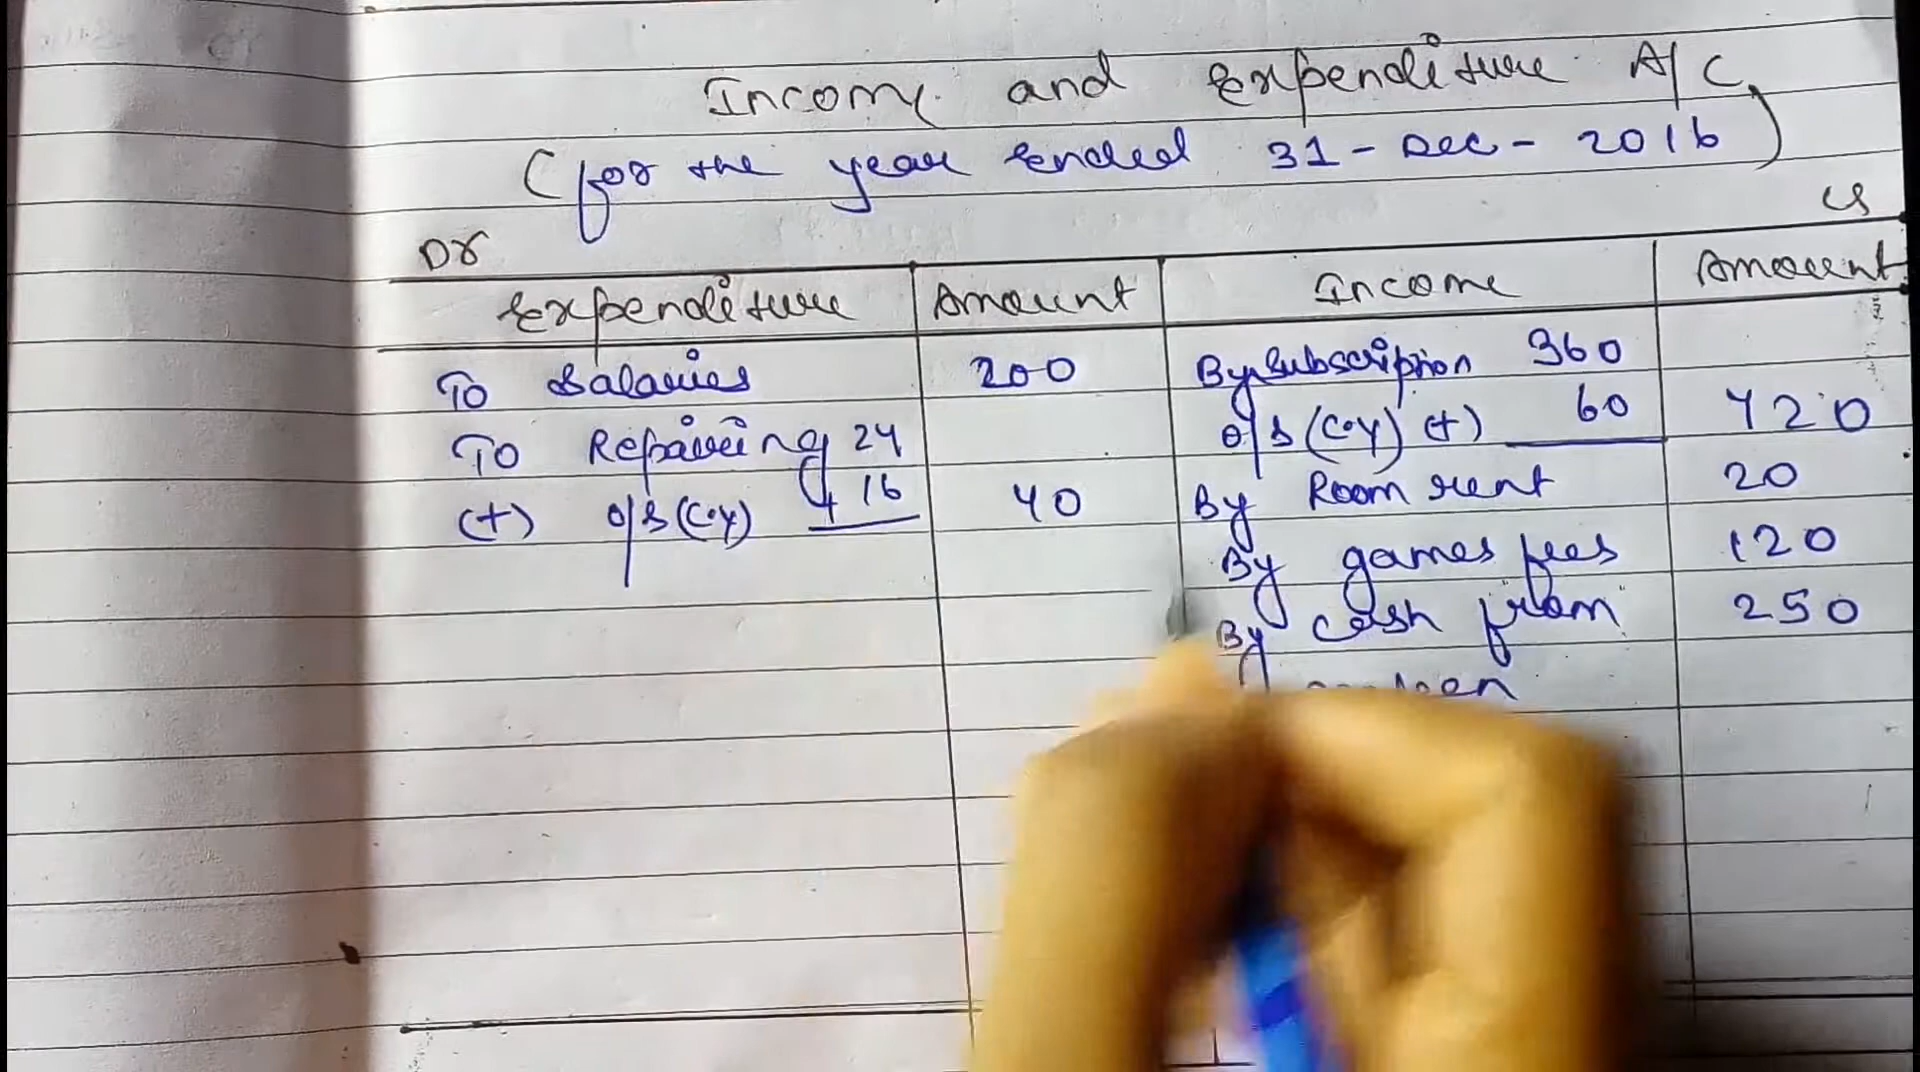 Income and Expenditure A/C
(for the year ended 31-Dec-2016)
Dr Cr
Expenditure Amount Income Amount
To Salaries 200 By Subscription 360
To Repairing 24 o/s (C.Y) (+) 60 420
(+) o/s (C.Y) + 16 40 By Room rent 20
By games fees 120
By cash from 250